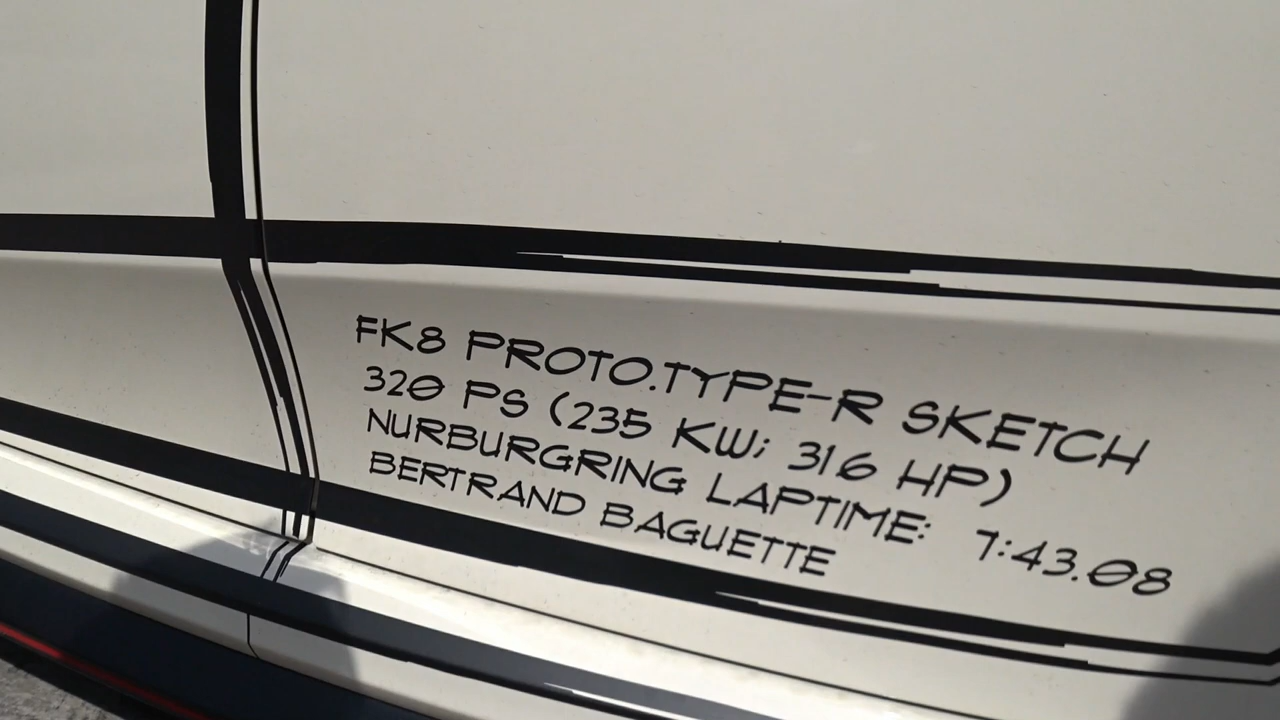 FK8 PROTO.TYPE-R SKETCH
320 PS (235 KW; 316 HP)
NURBURGRING LAPTIME: 7:43.08
BERTRAND BAGUETTE